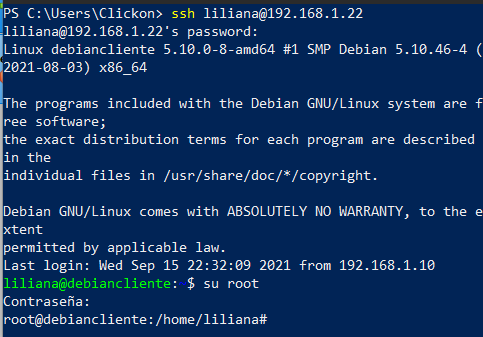 PS C:\Users\Clickon> ssh liliana@192.168.1.22
liliana@192.168.1.22's password:
Linux debiancliente 5.10.0-8-amd64 #1 SMP Debian 5.10.46-4 (
2021-08-03) x86_64

The programs included with the Debian GNU/Linux system are f
ree software;
the exact distribution terms for each program are described
in the
individual files in /usr/share/doc/*/copyright.

Debian GNU/Linux comes with ABSOLUTELY NO WARRANTY, to the e
xtent
permitted by applicable law.
Last login: Wed Sep 15 22:32:09 2021 from 192.168.1.10
liliana@debiancliente: $ su root
Contraseña:
root@debiancliente:/home/liliana#